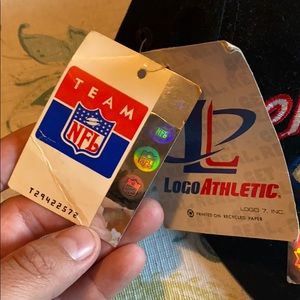 TEAM
NFL
T29422572
LOGO ATHLETIC
LOGO 7, INC.
PRINTED ON RECYCLED PAPER